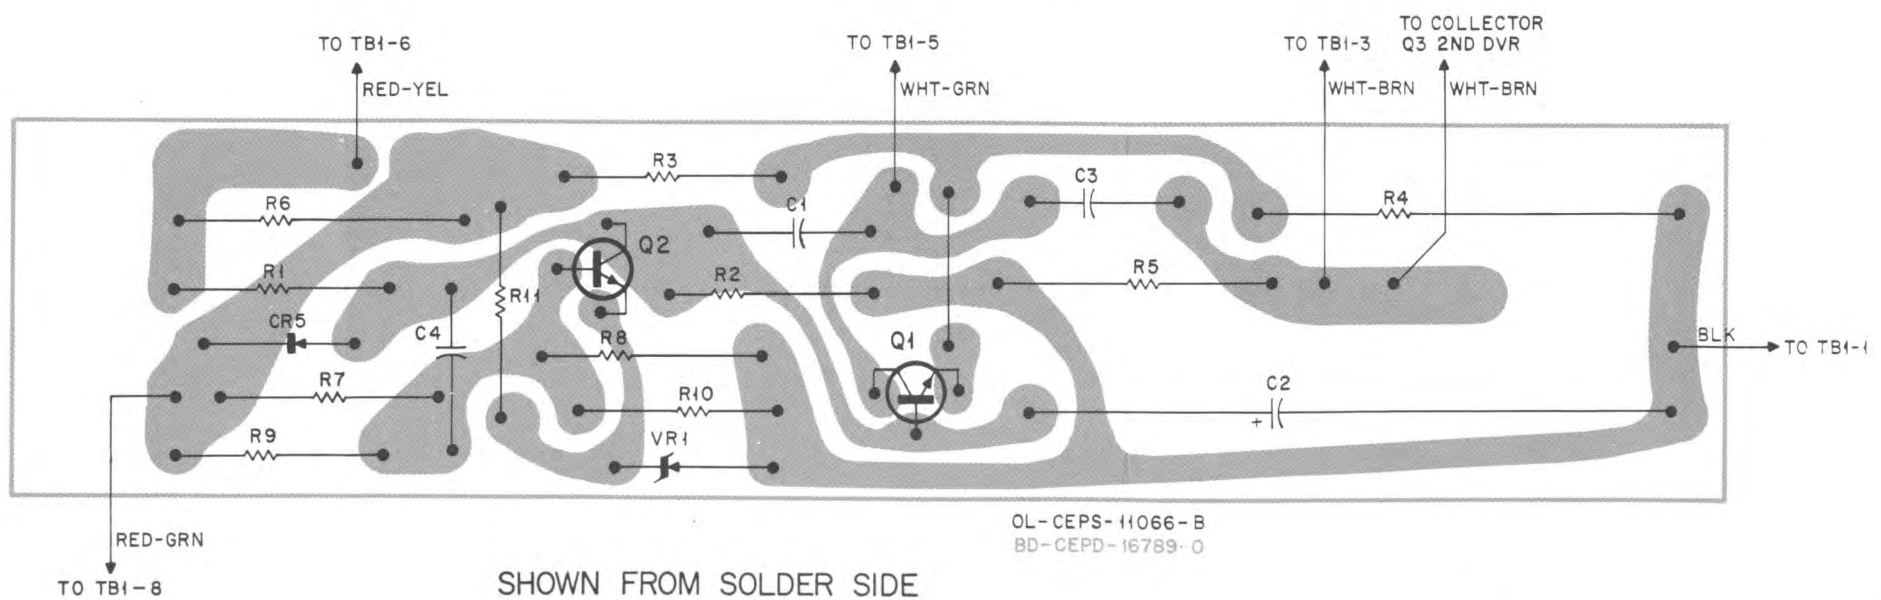 TO COLLECTOR
TO TB1-6
TO TB1-5
TO TB1-3
Q3 2ND DVR
RED-YEL
WHT-GRN
WHT-BRN
WHT-BRN
R3
C3
R6
C1
R4
Q2
R1
R2
R5
R11
CR5
C4
Q1
BLK
TO TB1-1
R8
R7
R10
C2
+
R9
VR1
OL-CEPS-11066-B
BD-CEPD-16789-0
RED-GRN
TO TB1-8
SHOWN FROM SOLDER SIDE